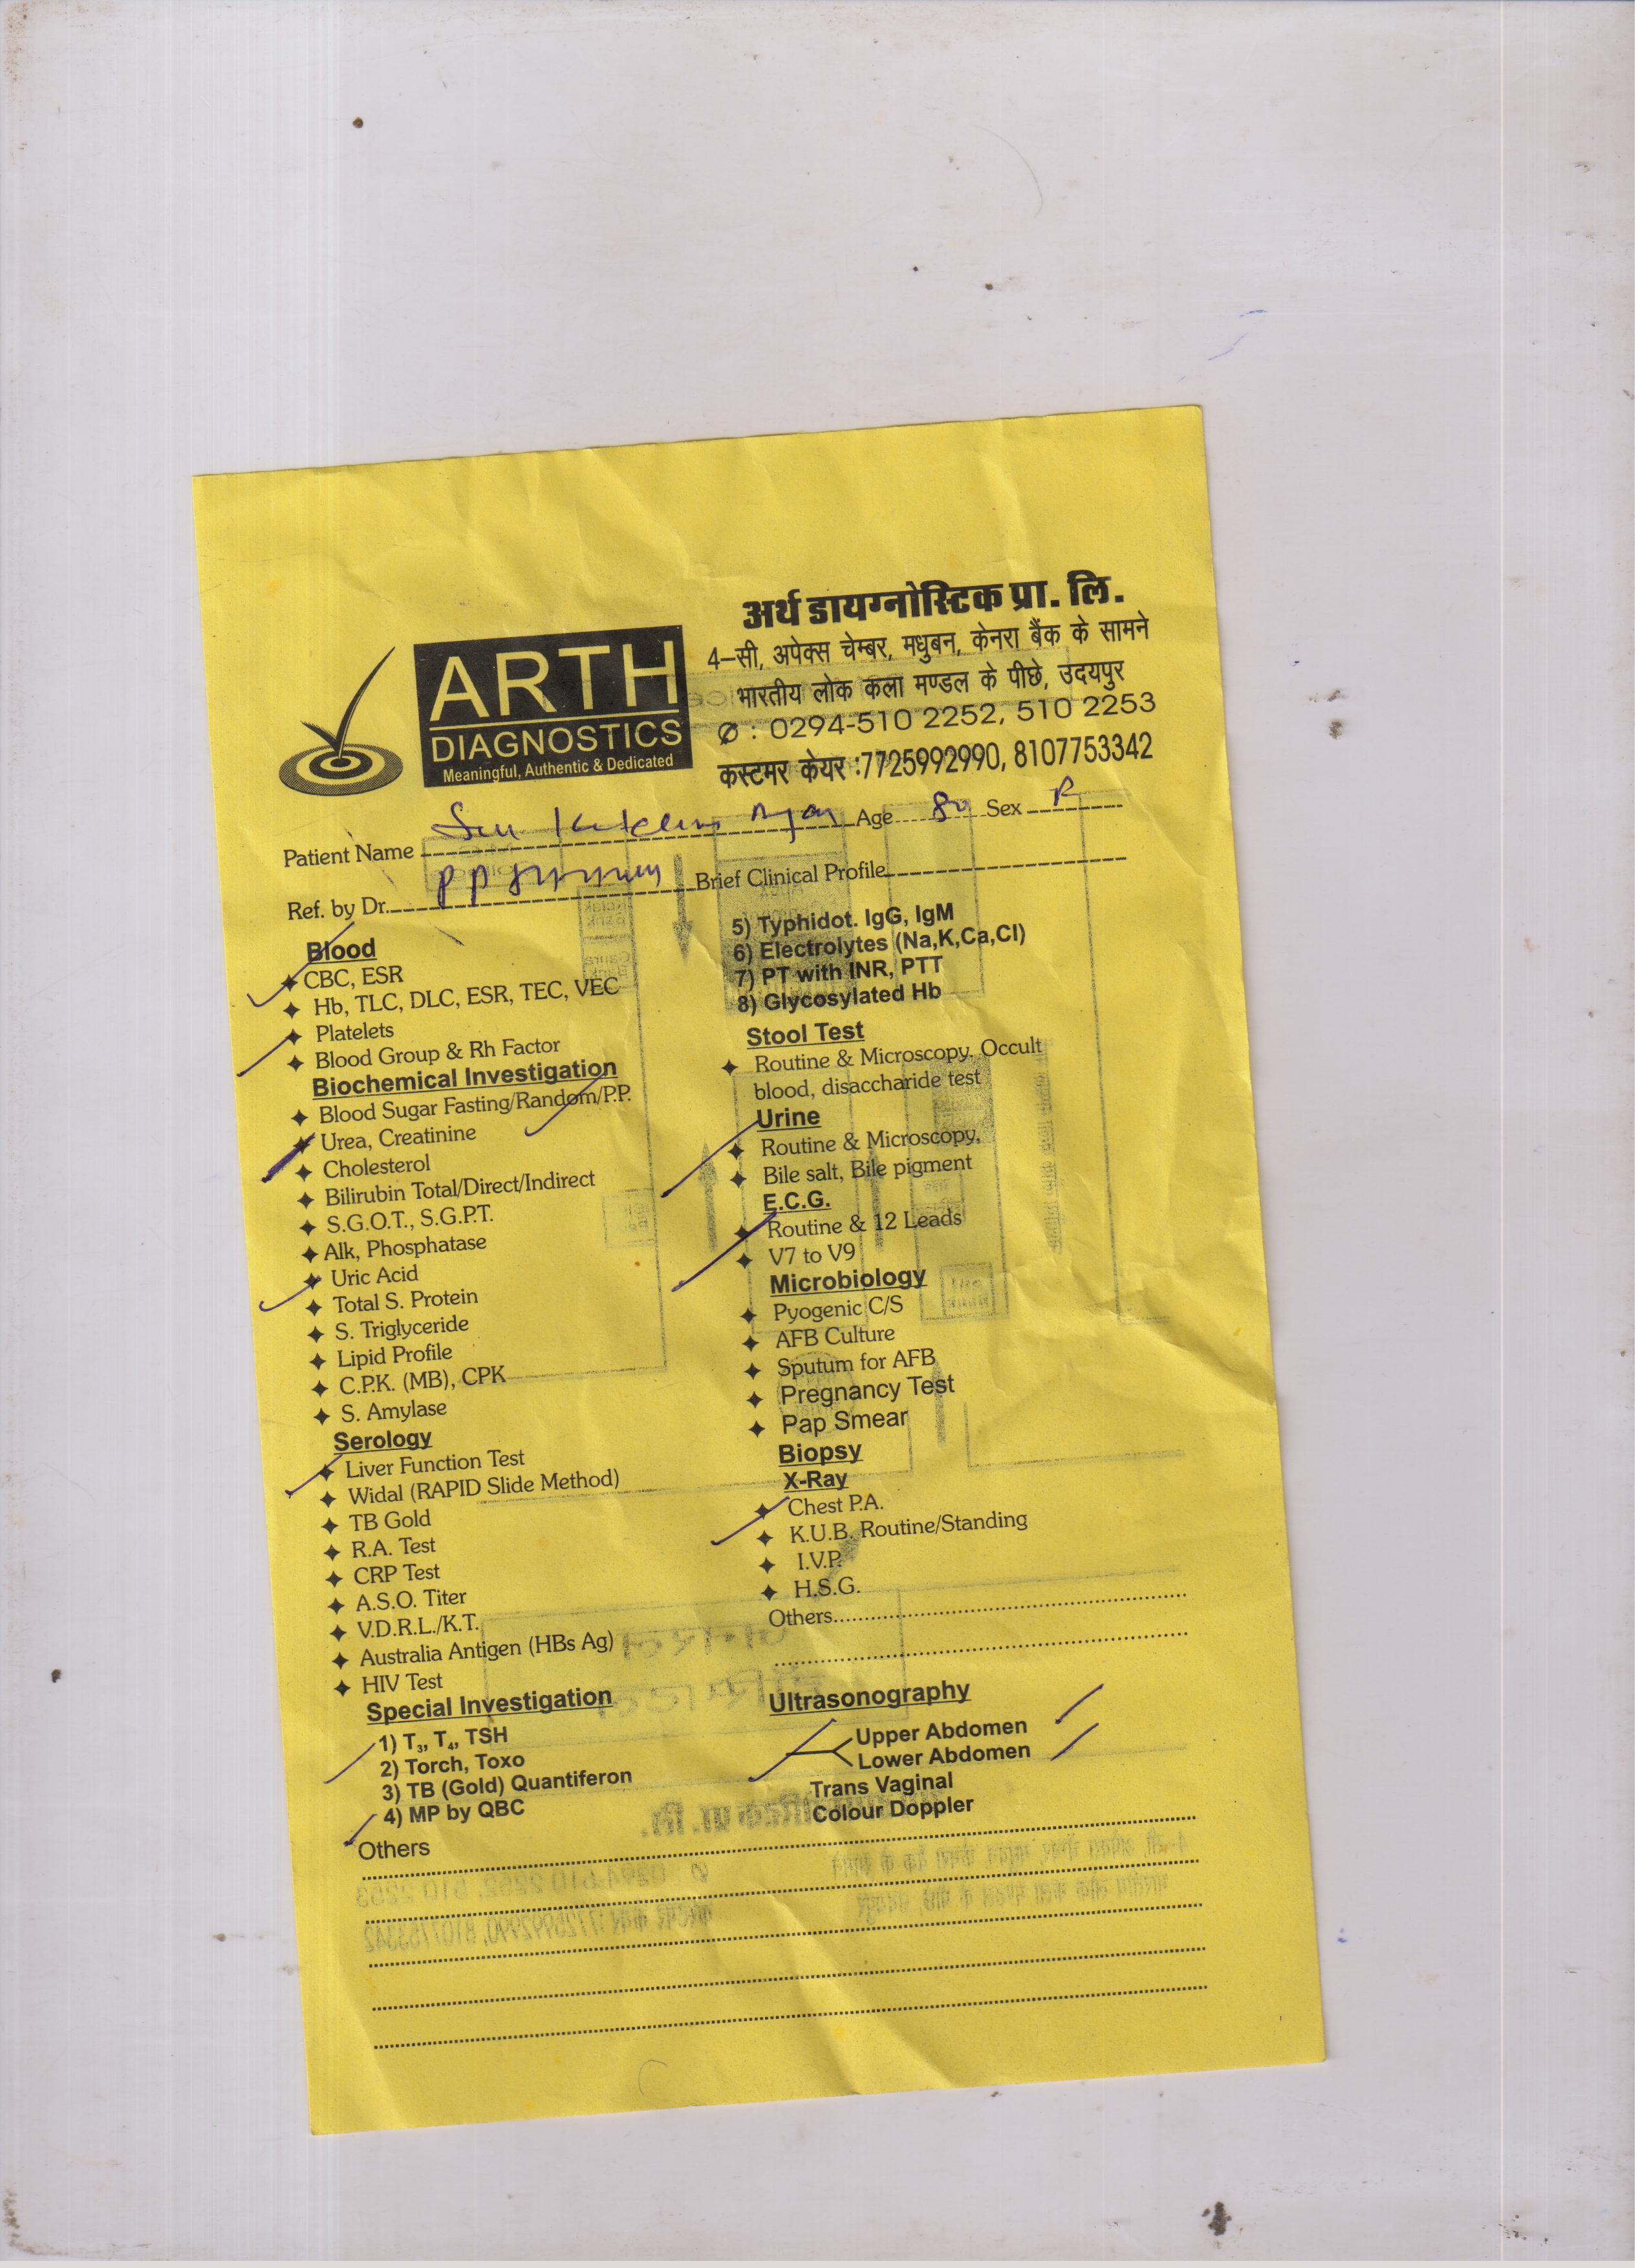 अर्थ डायग्नोस्टिक प्रा. लि.
4-सी, अपेक्स चेम्बर, मधुबन, केनरा बैंक के सामने
भारतीय लोक कला मण्डल के पीछे, उदयपुर
: 0294-510 2252, 510 2253
कस्टमर केयर :7725992990, 8107753342
ARTH
DIAGNOSTICS
Meaningful, Authentic & Dedicated
Patient Name Age 80 Sex
Ref. by Dr. Brief Clinical Profile
Blood
CBC, ESR
Hb, TLC, DLC, ESR, TEC, VEC
Platelets
Blood Group & Rh Factor
Biochemical Investigation
Blood Sugar Fasting/Random/P.P.
Urea, Creatinine
Cholesterol
Bilirubin Total/Direct/Indirect
S.G.O.T., S.G.P.T.
Alk, Phosphatase
Uric Acid
Total S. Protein
S. Triglyceride
Lipid Profile
C.P.K. (MB), CPK
S. Amylase
Serology
Liver Function Test
Widal (RAPID Slide Method)
TB Gold
R.A. Test
CRP Test
A.S.O. Titer
V.D.R.L./K.T.
Australia Antigen (HBs Ag)
HIV Test
Special Investigation
1) T3, T4, TSH
2) Torch, Toxo
3) TB (Gold) Quantiferon
4) MP by QBC
Others
5) Typhidot. IgG, IgM
6) Electrolytes (Na,K,Ca,Cl)
7) PT with INR, PTT
8) Glycosylated Hb
Stool Test
Routine & Microscopy, Occult
blood, disaccharide test
Urine
Routine & Microscopy,
Bile salt, Bile pigment
E.C.G.
Routine & 12 Leads
V7 to V9
Microbiology
Pyogenic C/S
AFB Culture
Sputum for AFB
Pregnancy Test
Pap Smear
Biopsy
X-Ray
Chest P.A.
K.U.B. Routine/Standing
I.V.P.
H.S.G.
Others
Ultrasonography
Upper Abdomen
Lower Abdomen
Trans Vaginal
Colour Doppler